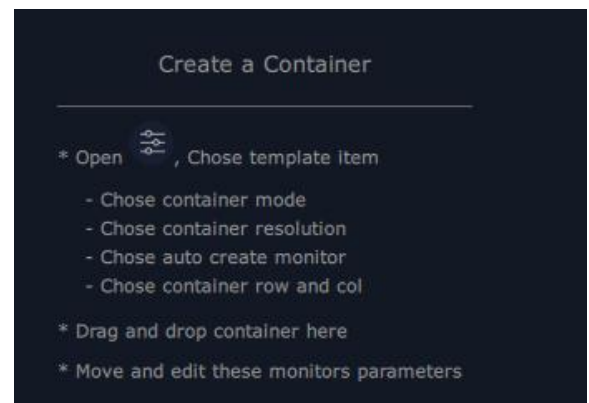 Create a Container
* Open , Chose template item
- Chose container mode
- Chose container resolution
- Chose auto create monitor
- Chose container row and col
* Drag and drop container here
* Move and edit these monitors parameters